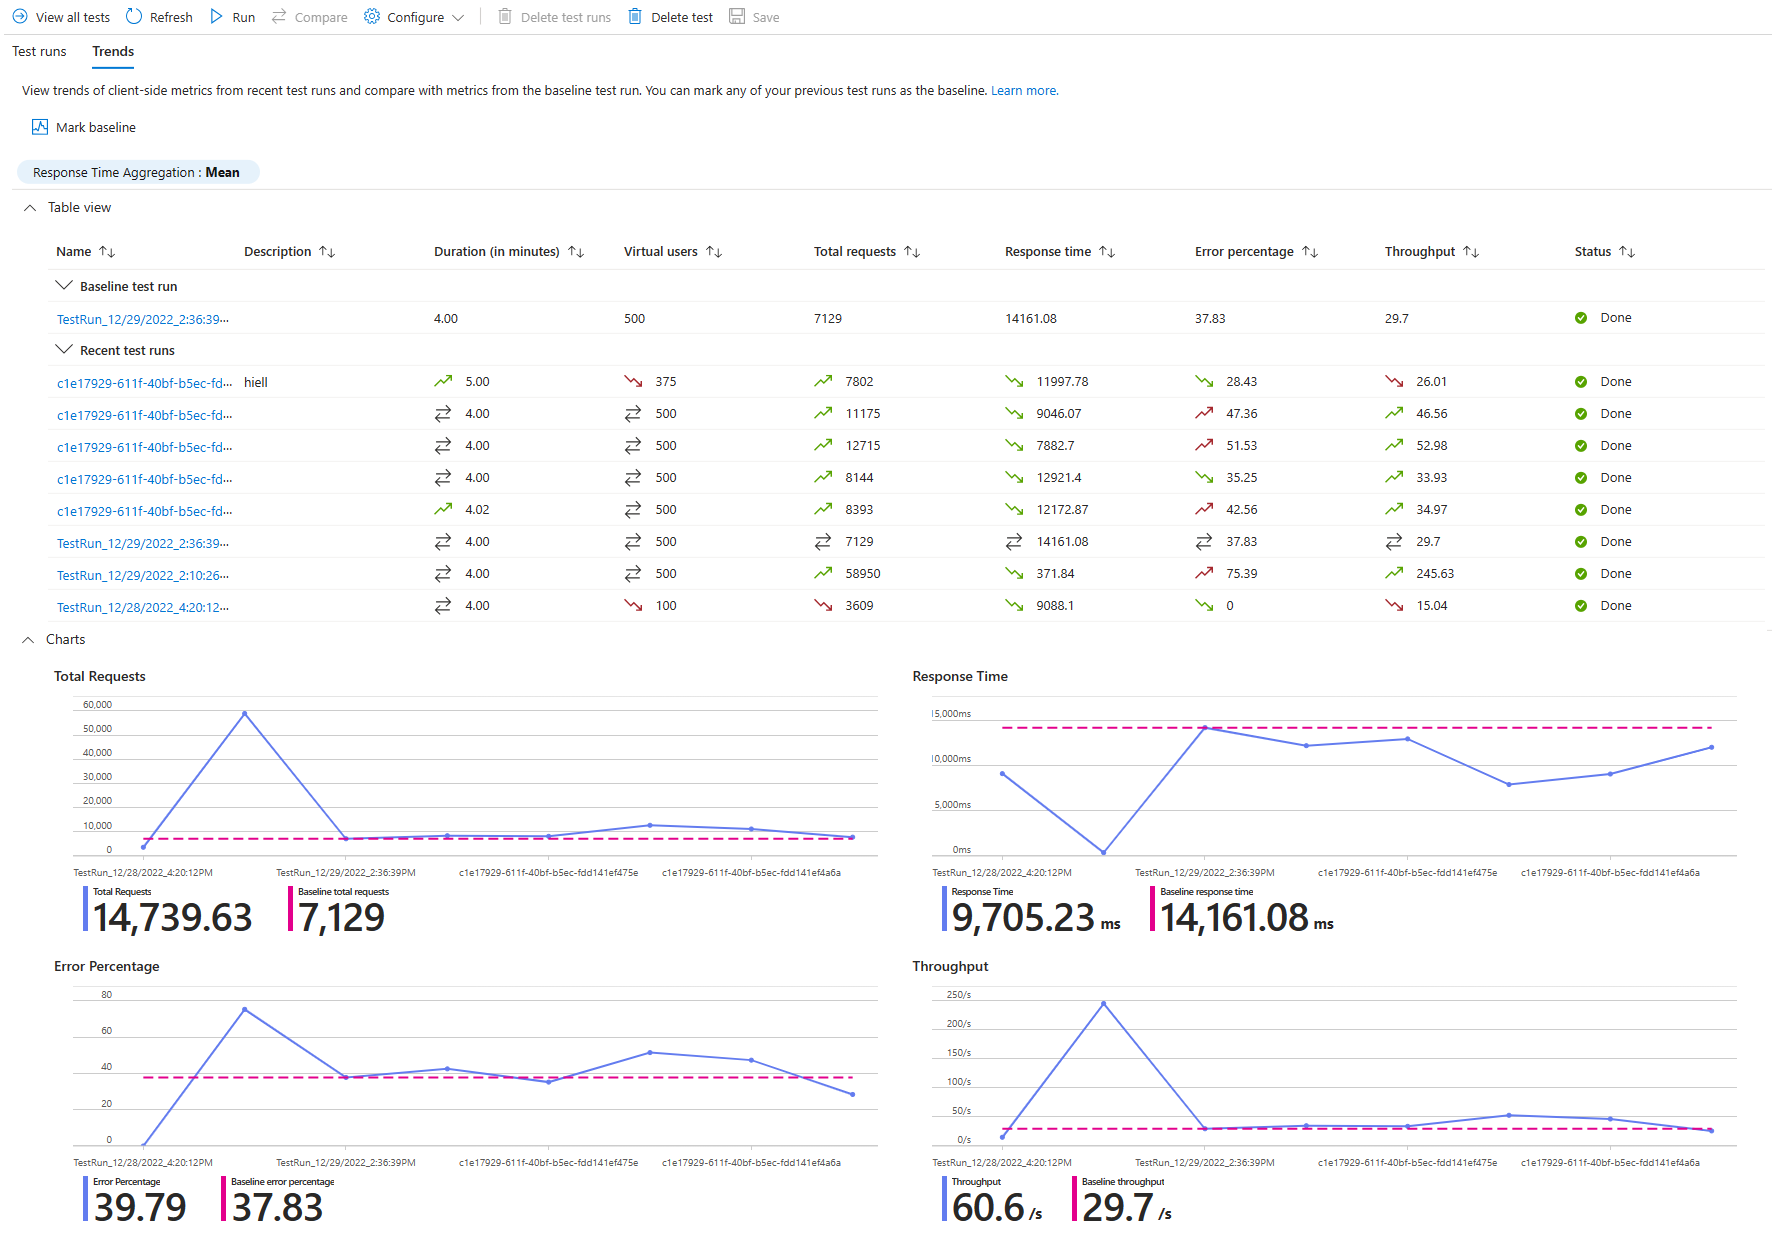 View all tests Refresh Run Compare Configure Delete test runs Delete test Save
Test runs Trends
View trends of client-side metrics from recent test runs and compare with metrics from the baseline test run. You can mark any of your previous test runs as the baseline. Learn more.
Mark baseline
Response Time Aggregation : Mean
Table view
Name Description Duration (in minutes) Virtual users Total requests Response time Error percentage Throughput Status
Baseline test run
TestRun_12/29/2022_2:36:39... 4.00 500 7129 14161.08 37.83 29.7 Done
Recent test runs
c1e17929-611f-40bf-b5ec-fd... hiell 5.00 375 7802 11997.78 28.43 26.01 Done
c1e17929-611f-40bf-b5ec-fd... 4.00 500 11175 9046.07 47.36 46.56 Done
c1e17929-611f-40bf-b5ec-fd... 4.00 500 12715 7882.7 51.53 52.98 Done
c1e17929-611f-40bf-b5ec-fd... 4.00 500 8144 12921.4 35.25 33.93 Done
c1e17929-611f-40bf-b5ec-fd... 4.02 500 8393 12172.87 42.56 34.97 Done
TestRun_12/29/2022_2:36:39... 4.00 500 7129 14161.08 37.83 29.7 Done
TestRun_12/29/2022_2:10:26... 4.00 500 58950 371.84 75.39 245.63 Done
TestRun_12/28/2022_4:20:12... 4.00 100 3609 9088.1 0 15.04 Done
Charts
Total Requests
60,000
50,000
40,000
30,000
20,000
10,000
0
TestRun_12/28/2022_4:20:12PM TestRun_12/29/2022_2:36:39PM c1e17929-611f-40bf-b5ec-fdd141ef475e c1e17929-611f-40bf-b5ec-fdd141ef4a6a
Total Requests Baseline total requests
14,739.63 7,129
Response Time
15,000ms
10,000ms
5,000ms
0ms
TestRun_12/28/2022_4:20:12PM TestRun_12/29/2022_2:36:39PM c1e17929-611f-40bf-b5ec-fdd141ef475e c1e17929-611f-40bf-b5ec-fdd141ef4a6a
Response Time Baseline response time
9,705.23 ms 14,161.08 ms
Error Percentage
80
60
40
20
0
TestRun_12/28/2022_4:20:12PM TestRun_12/29/2022_2:36:39PM c1e17929-611f-40bf-b5ec-fdd141ef475e c1e17929-611f-40bf-b5ec-fdd141ef4a6a
Error Percentage Baseline error percentage
39.79 37.83
Throughput
250/s
200/s
150/s
100/s
50/s
0/s
TestRun_12/28/2022_4:20:12PM TestRun_12/29/2022_2:36:39PM c1e17929-611f-40bf-b5ec-fdd141ef475e c1e17929-611f-40bf-b5ec-fdd141ef4a6a
Throughput Baseline throughput
60.6 /s 29.7 /s